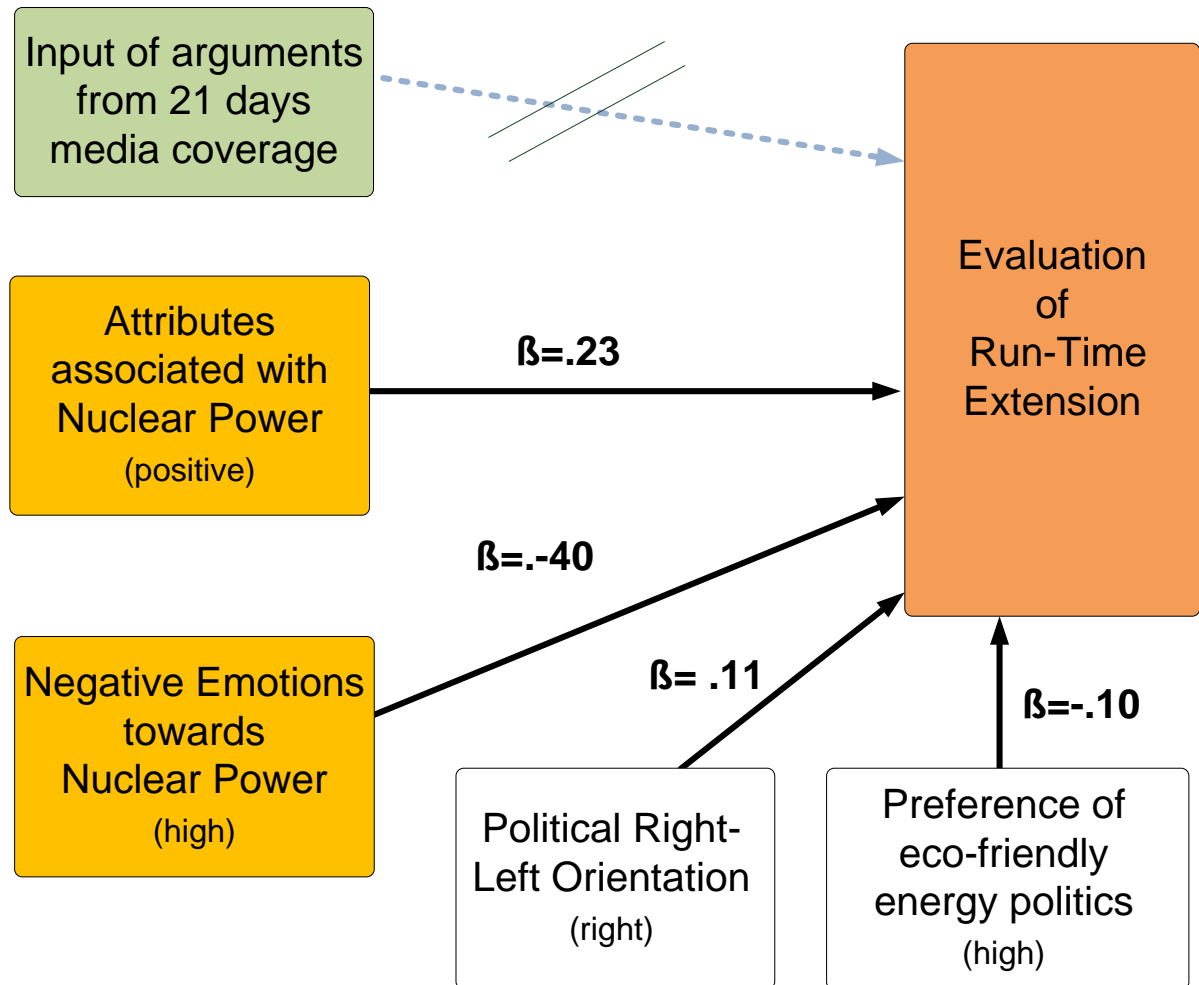 Input of arguments
from 21 days
media coverage
Evaluation
of
Run-Time
Extension
Attributes
associated with
Nuclear Power
(positive)
ß=.23
ß=.-40
Negative Emotions
towards
Nuclear Power
(high)
ß= .11
ß=-.10
Political Right-
Left Orientation
(right)
Preference of
eco-friendly
energy politics
(high)